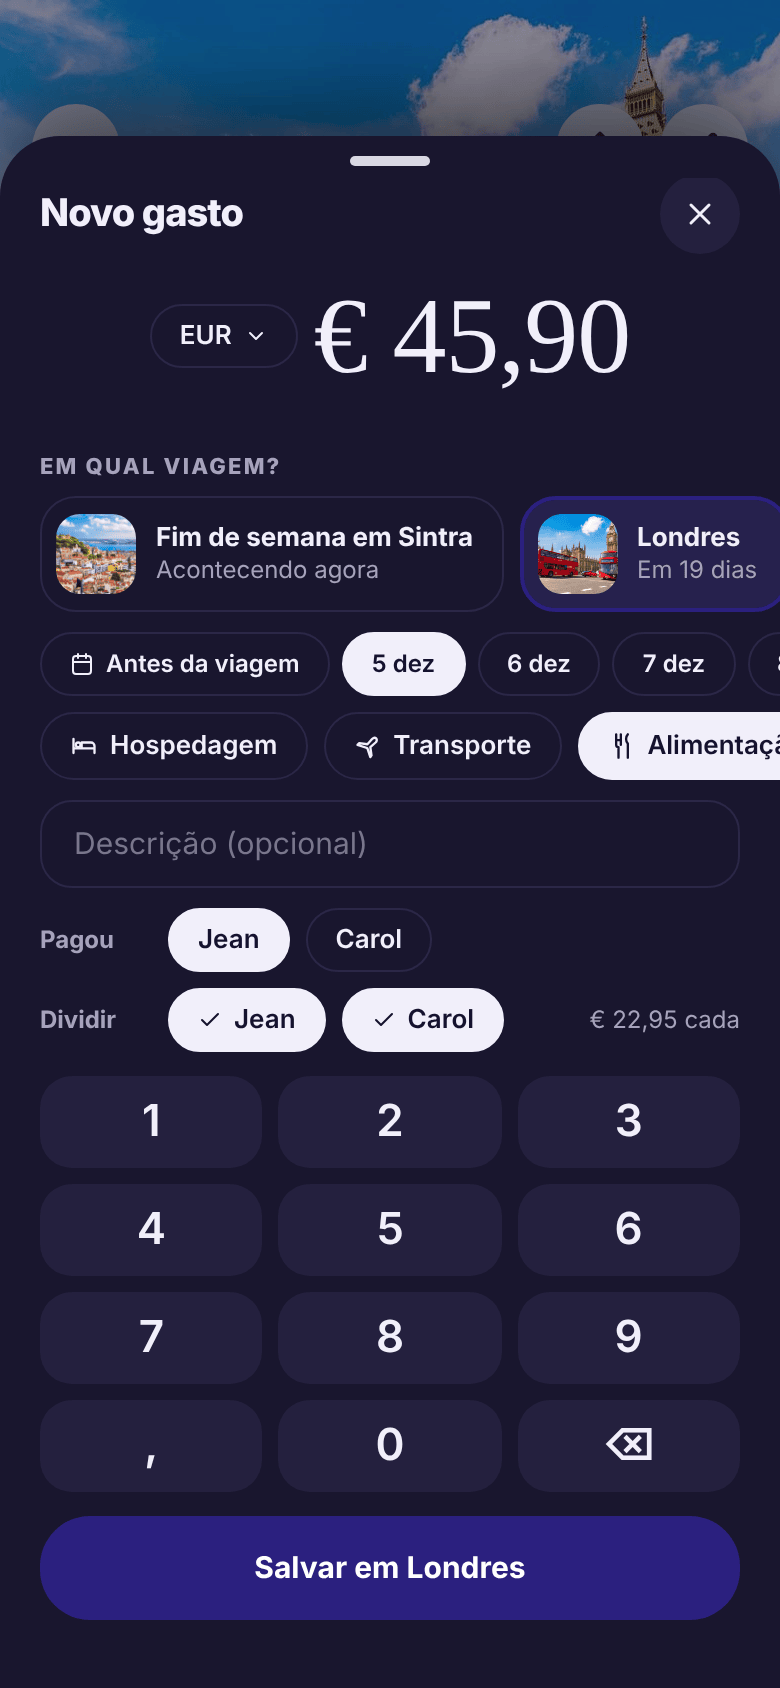 Novo gasto
EUR € 45,90
EM QUAL VIAGEM?
Fim de semana em Sintra
Acontecendo agora
Londres
Em 19 dias
Antes da viagem 5 dez 6 dez 7 dez
Hospedagem Transporte Alimentaçã
Descrição (opcional)
Pagou Jean Carol
Dividir Jean Carol € 22,95 cada
1 2 3
4 5 6
7 8 9
, 0
Salvar em Londres